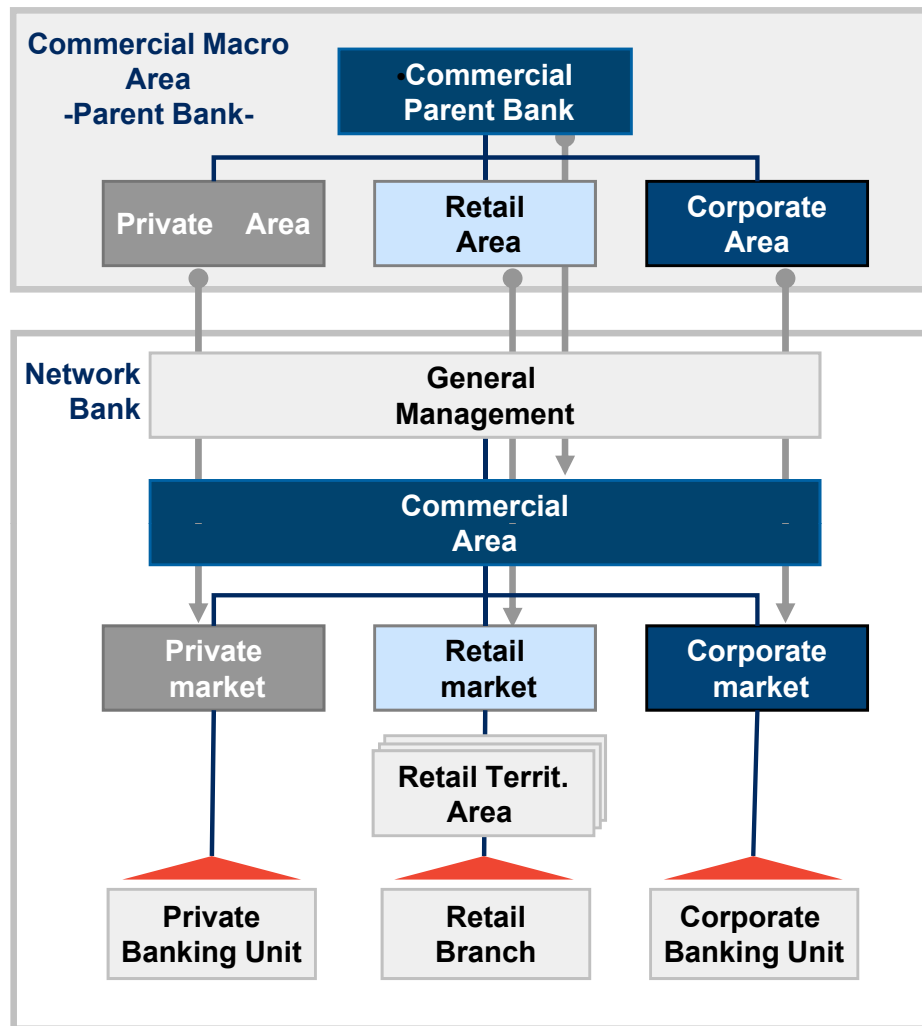 Commercial Macro
Area
-Parent Bank-
•Commercial
Parent Bank
Private Area
Retail
Area
Corporate
Area
Network
Bank
General
Management
Commercial
Area
Private
market
Retail
market
Corporate
market
Retail Territ.
Area
Private
Banking Unit
Retail
Branch
Corporate
Banking Unit